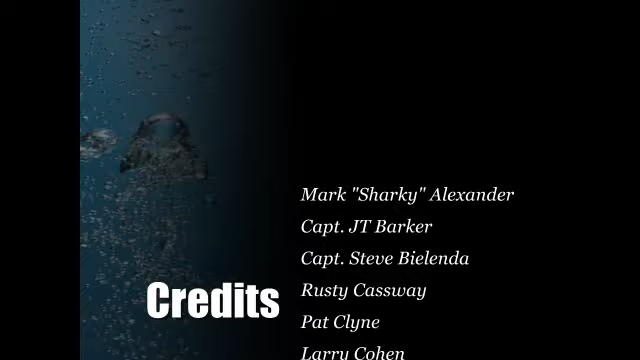 Mark "Sharky" Alexander
Capt. JT Barker
Capt. Steve Bielenda
Rusty Cassway
Pat Clyne
Larry Cohen
Credits